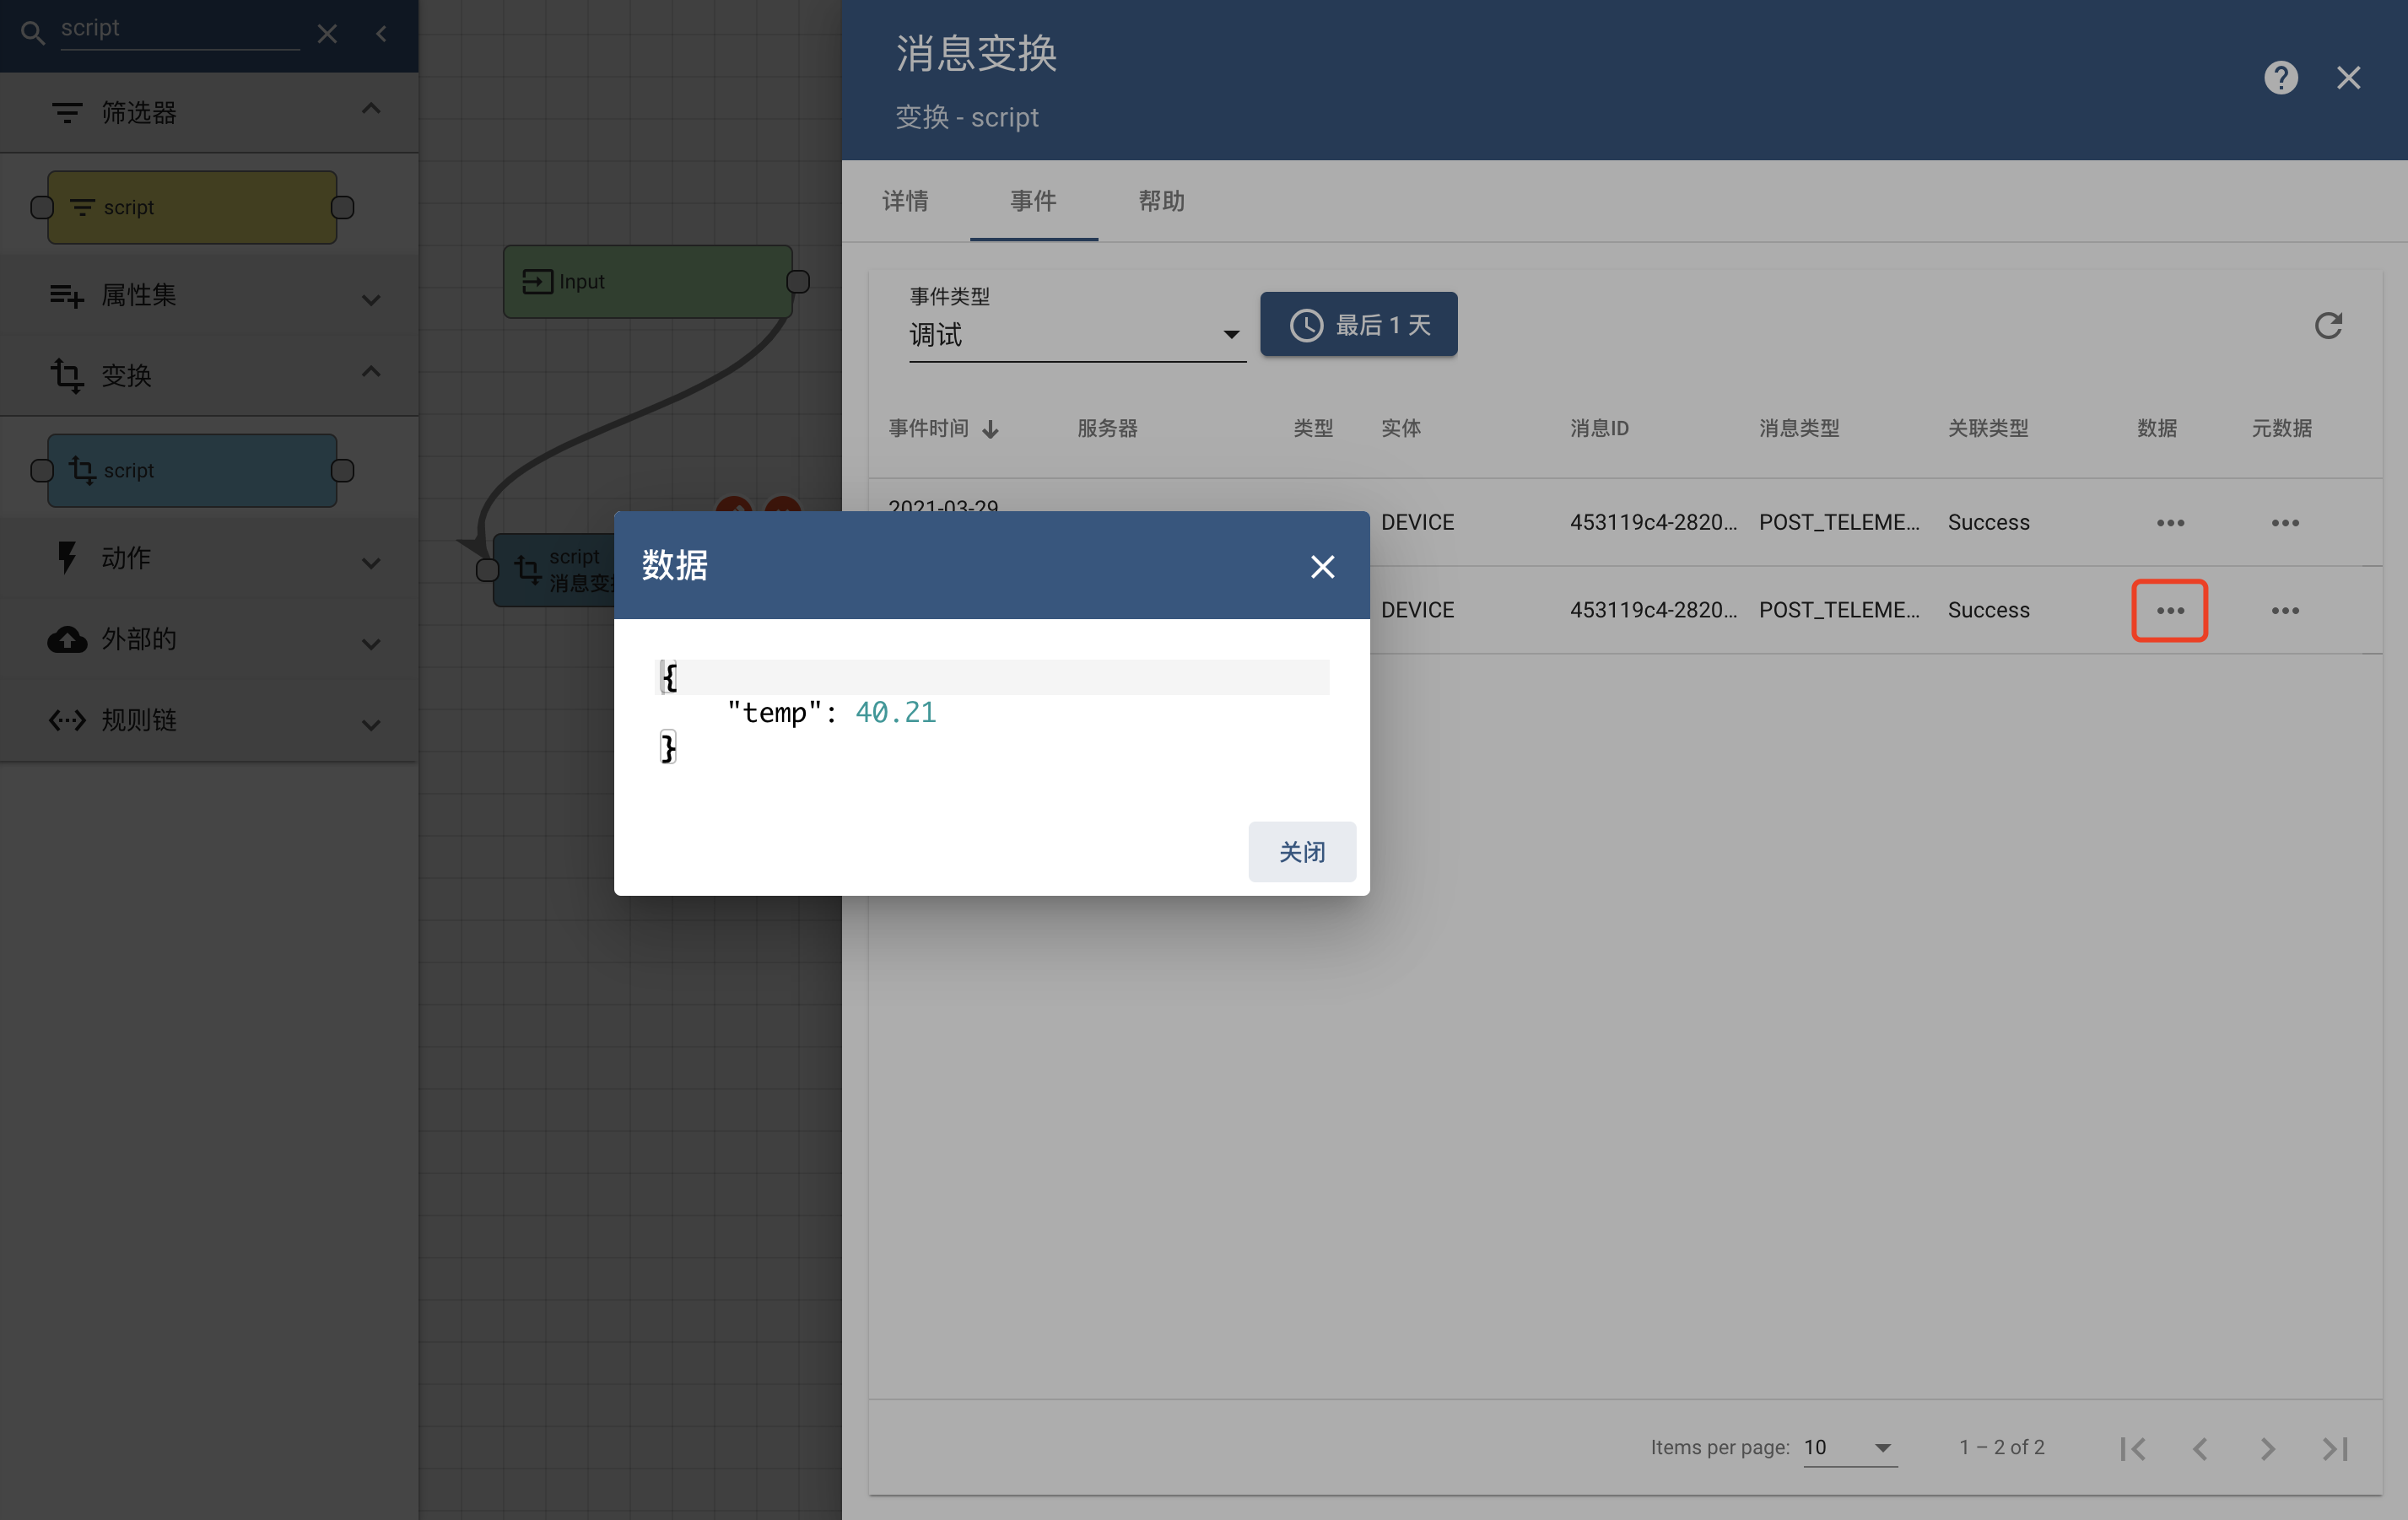 script
筛选器
script
属性集
变换
script
动作
外部的
规则链
Input
script
消息变
消息变换
变换 - script
详情
事件
帮助
事件类型
调试
最后 1 天
事件时间
服务器
类型
实体
消息ID
消息类型
关联类型
数据
元数据
2021-03-29
DEVICE
453119c4-2820...
POST_TELEME...
Success
DEVICE
453119c4-2820...
POST_TELEME...
Success
数据
{
"temp": 40.21
}
关闭
Items per page: 10
1 – 2 of 2